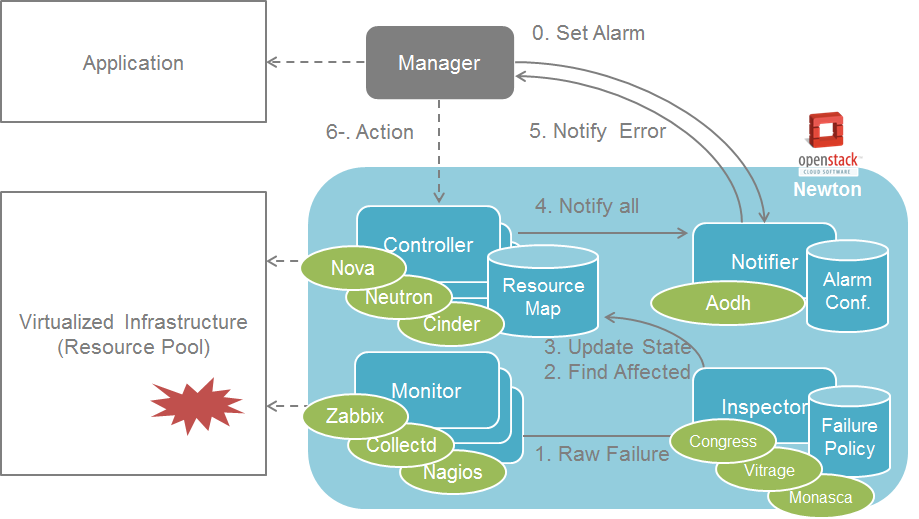 0. Set Alarm
Application
Manager
6-. Action
5. Notify Error
openstack
CLOUD SOFTWARE
Newton
4. Notify all
Controller
Nova
Neutron
Cinder
Resource
Map
Notifier
Aodh
Alarm
Conf.
Virtualized Infrastructure
(Resource Pool)
3. Update State
2. Find Affected
Monitor
Zabbix
Collectd
Nagios
1. Raw Failure
Inspector
Congress
Vitrage
Monasca
Failure
Policy